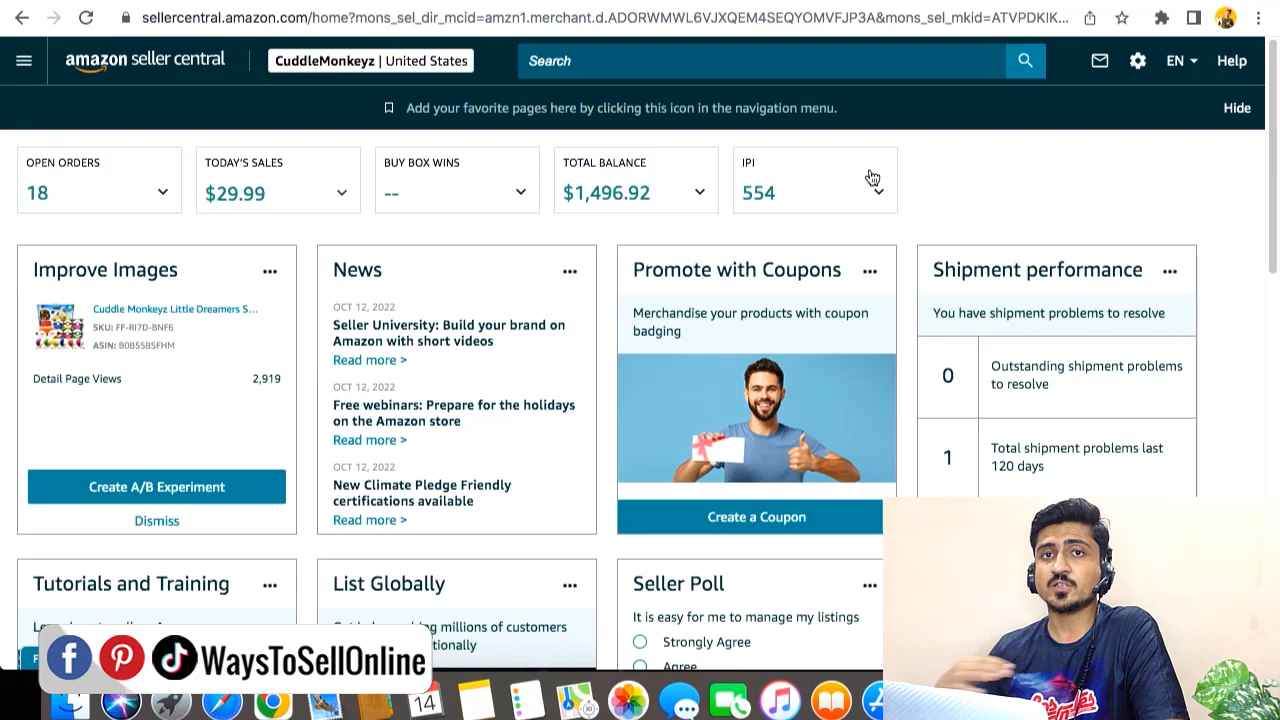 sellercentral.amazon.com/home?mons_sel_dir_mcid=amzn1.merchant.d.ADORWMWL6VJXQEM4SEQYOMVFJP3A&mons_sel_mkid=ATVPDKIK...
amazon seller central
CuddleMonkeyz | United States
Search
EN
Help
Add your favorite pages here by clicking this icon in the navigation menu.
Hide
OPEN ORDERS
18
TODAY'S SALES
$29.99
BUY BOX WINS
--
TOTAL BALANCE
$1,496.92
IPI
554
Improve Images
Cuddle Monkeyz Little Dreamers S...
SKU: FF-RI7D-8NF6
ASIN: B0B5SBSFHM
Detail Page Views 2,919
Create A/B Experiment
Dismiss
News
OCT 12, 2022
Seller University: Build your brand on
Amazon with short videos
Read more >
OCT 12, 2022
Free webinars: Prepare for the holidays
on the Amazon store
Read more >
OCT 12, 2022
New Climate Pledge Friendly
certifications available
Read more >
Promote with Coupons
Merchandise your products with coupon
badging
Create a Coupon
Shipment performance
You have shipment problems to resolve
0
Outstanding shipment problems
to resolve
1
Total shipment problems last
120 days
Tutorials and Training
List Globally
millions of customers
Seller Poll
It is easy for me to manage my listings
Strongly Agree
Agree
WaysToSellOnline
14